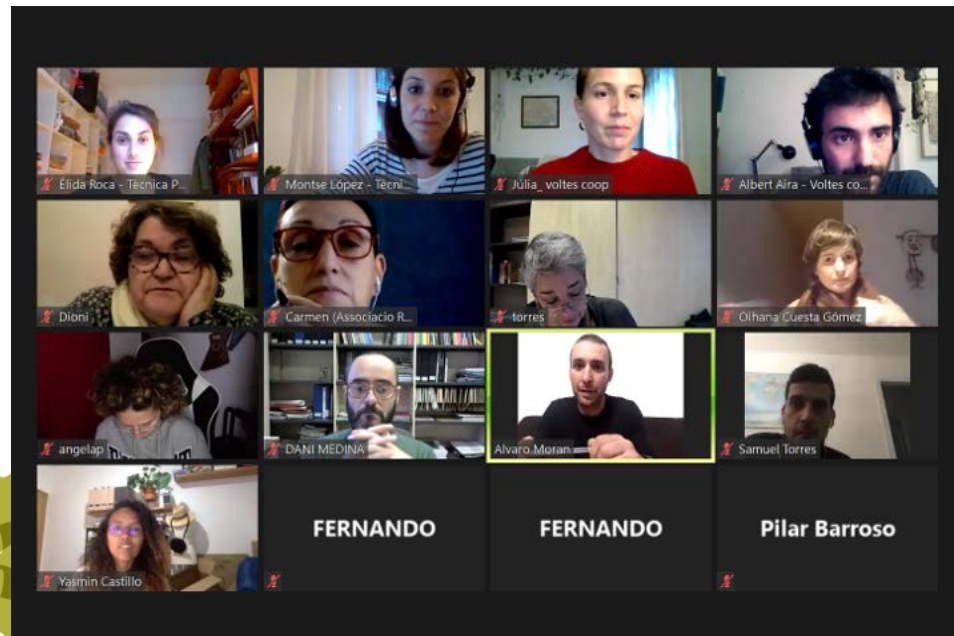 Élida Roca - Tècnica P...
Montse López - Tècni...
Júlia_ voltes coop
Albert Aira - Voltes co...
Dioni
Carmen (Associacio R...
torres
Oihana Cuesta Gómez
angelap
DANI MEDINA
Alvaro Moran
Samuel Torres
Yasmin Castillo
FERNANDO
FERNANDO
Pilar Barroso